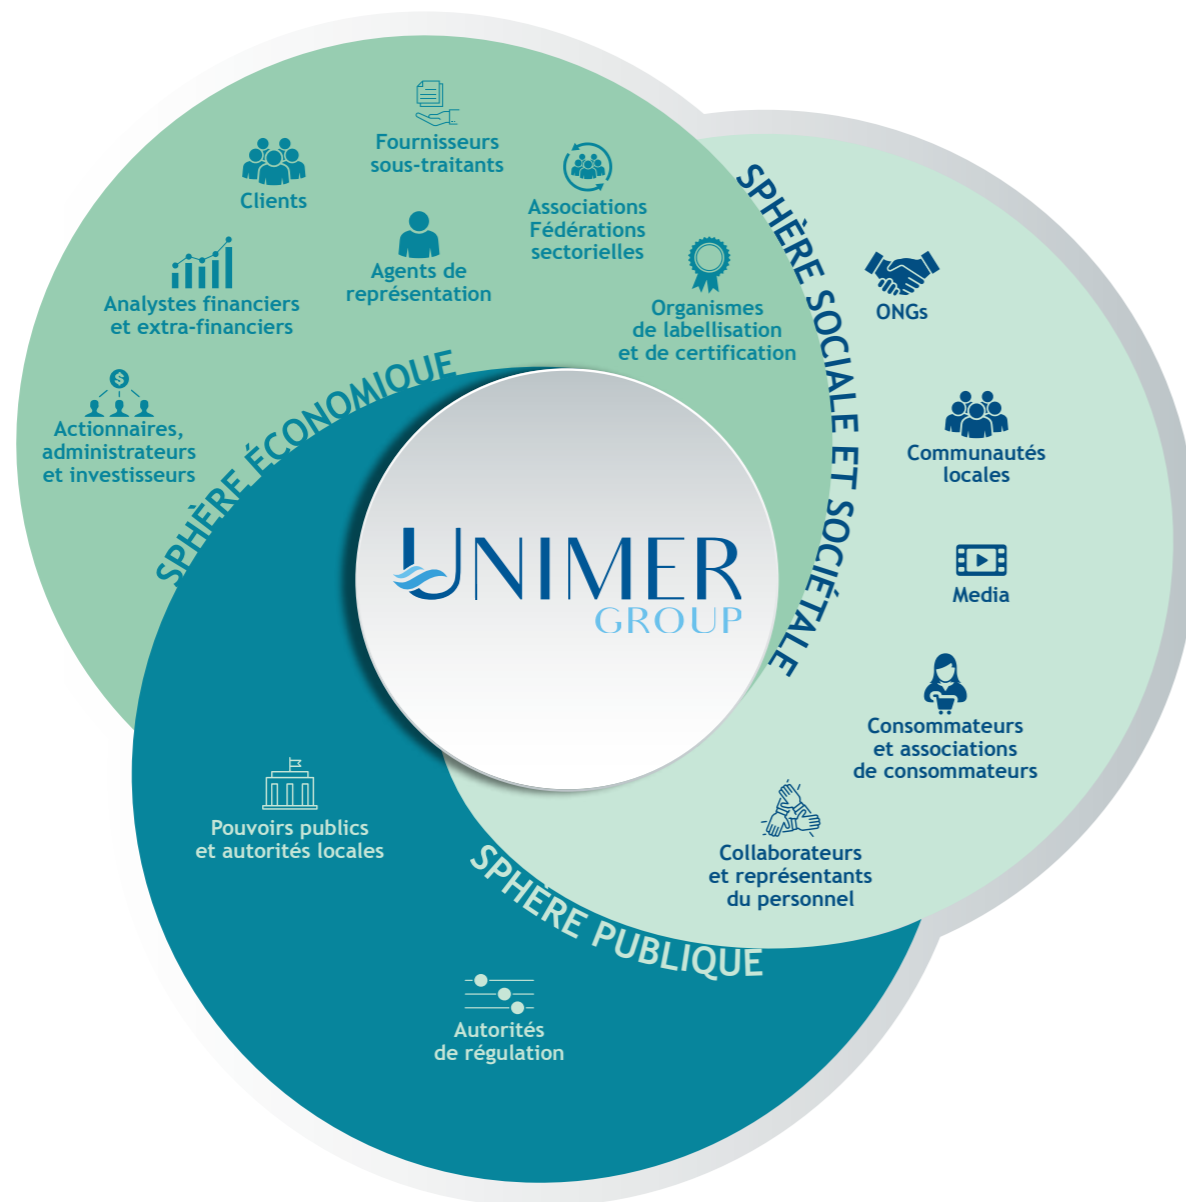 Fournisseurs
sous-traitants
Clients
Associations
Fédérations
sectorielles
Agents de
représentation
Analystes financiers
et extra-financiers
Organismes
de labellisation
et de certification
Actionnaires,
administrateurs
et investisseurs
SPHÈRE ÉCONOMIQUE
SPHÈRE SOCIALE ET SOCIÉTALE
ONGs
Communautés
locales
Media
Consommateurs
et associations
de consommateurs
Collaborateurs
et représentants
du personnel
UNIMER
GROUP
SPHÈRE PUBLIQUE
Pouvoirs publics
et autorités locales
Autorités
de régulation